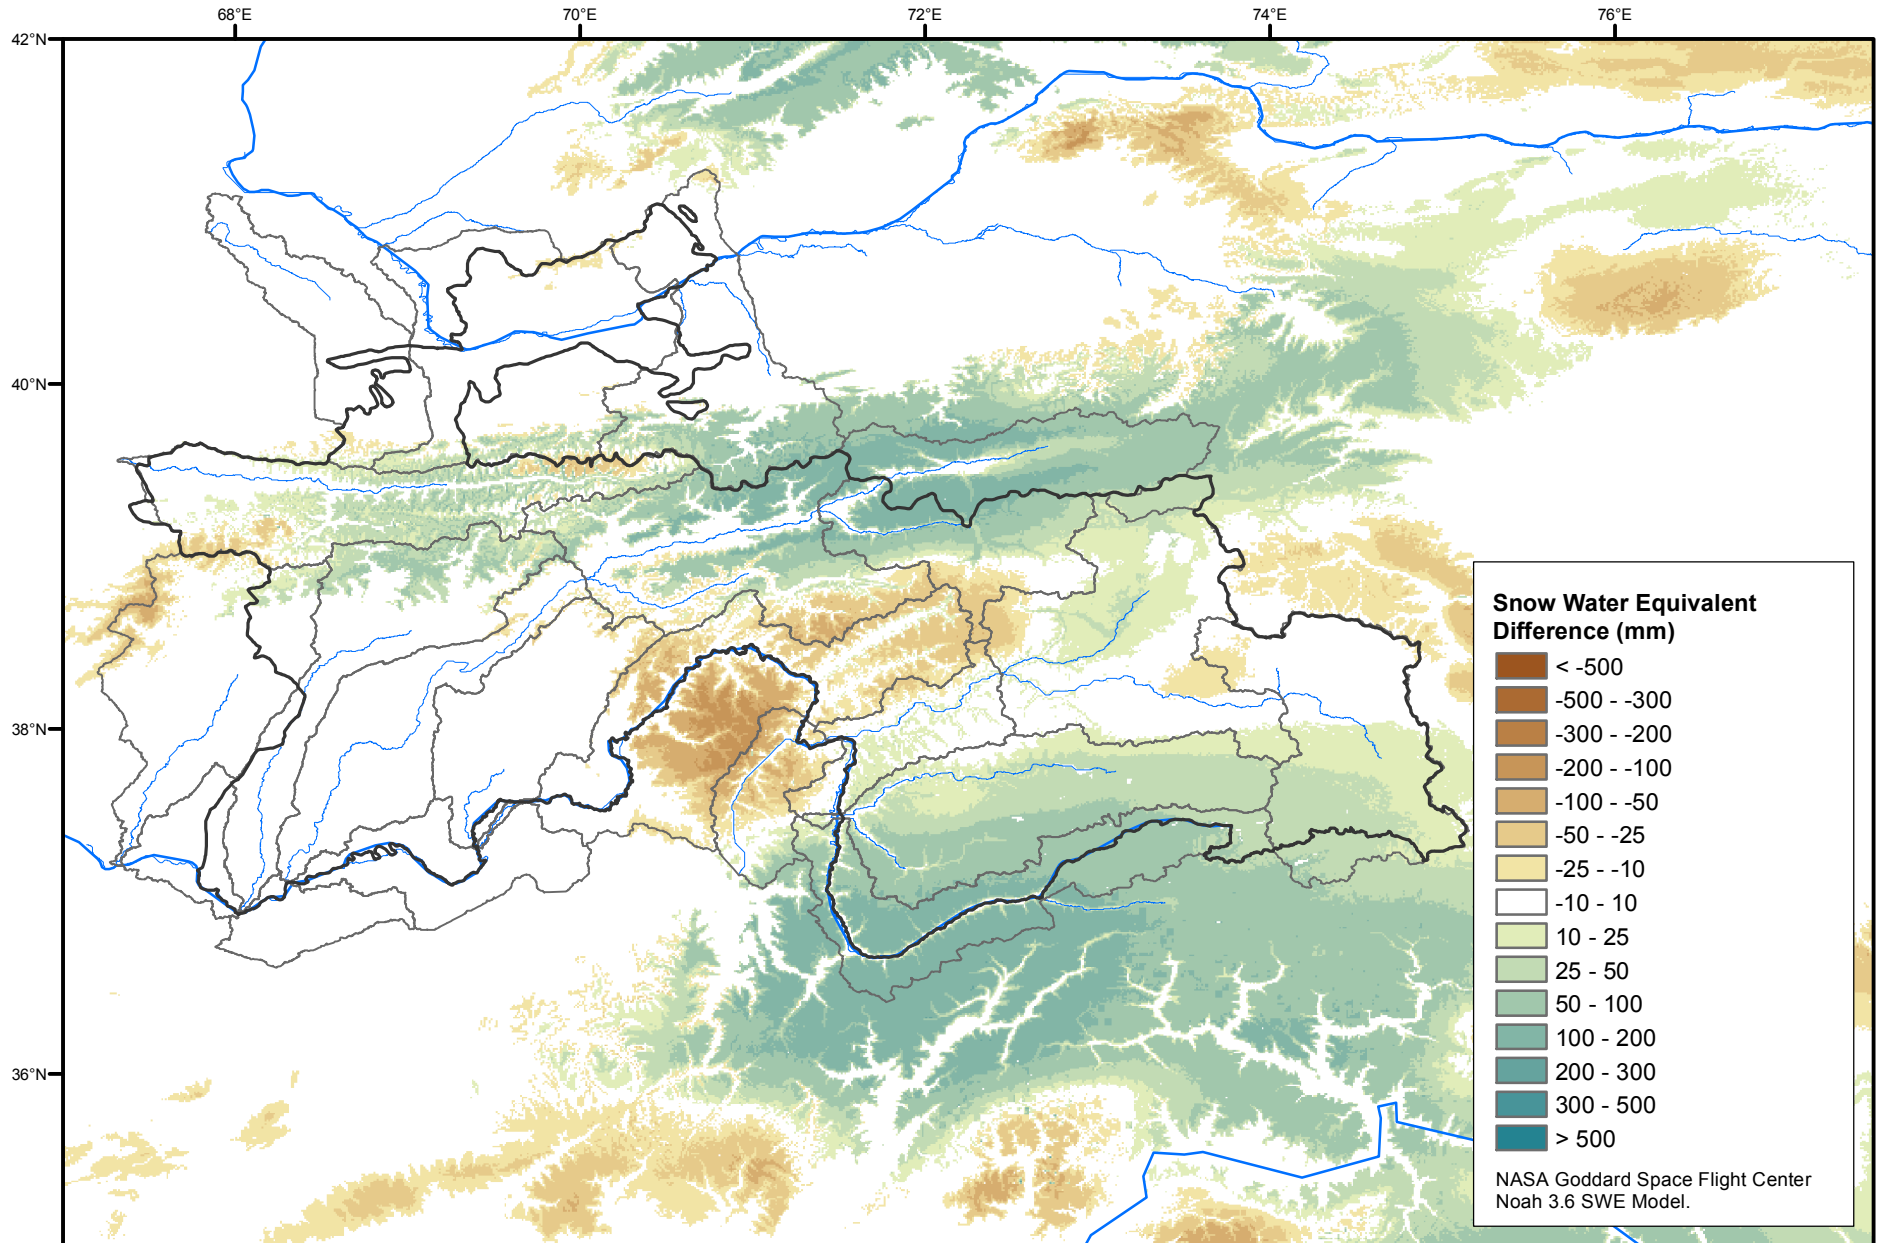 68°E
70°E
72°E
74°E
76°E
42°N
40°N
38°N
36°N
Snow Water Equivalent
Difference (mm)
< -500
-500 - -300
-300 - -200
-200 - -100
-100 - -50
-50 - -25
-25 - -10
-10 - 10
10 - 25
25 - 50
50 - 100
100 - 200
200 - 300
300 - 500
> 500
NASA Goddard Space Flight Center
Noah 3.6 SWE Model.